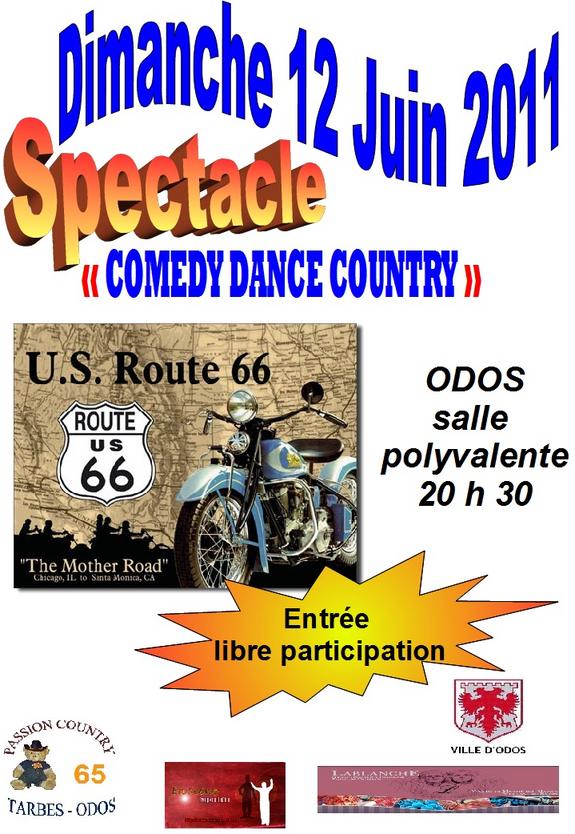 Dimanche 12 Juin 2011
Spectacle
« COMEDY DANCE COUNTRY »
U.S. Route 66
ROUTE
US
66
"The Mother Road"
Chicago, IL to Santa Monica, CA
ODOS
salle
polyvalente
20 h 30
Entrée
libre participation
VILLE D'ODOS
PASSION COUNTRY
65
TARBES - ODOS
LABLANCHE